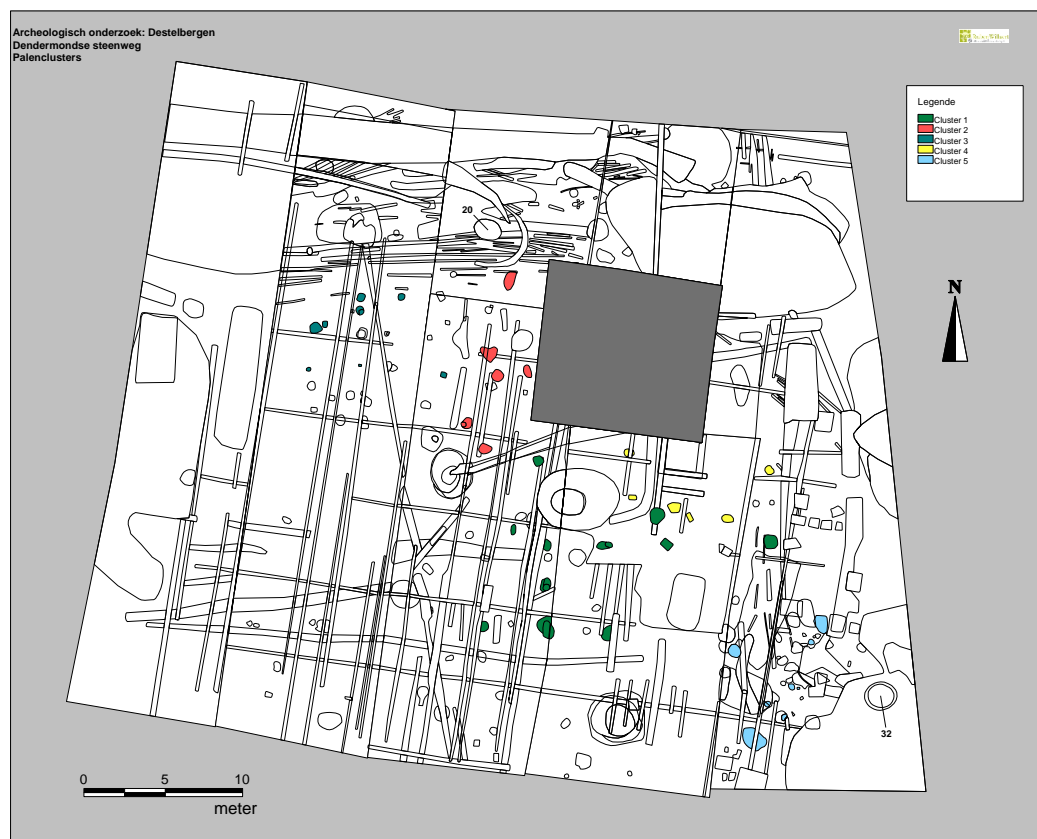 Archeologisch onderzoek: Destelbergen
Dendermondse steenweg
Palenclusters
Legende
Cluster 1
Cluster 2
Cluster 3
Cluster 4
Cluster 5
20
N
32
0 5 10
meter